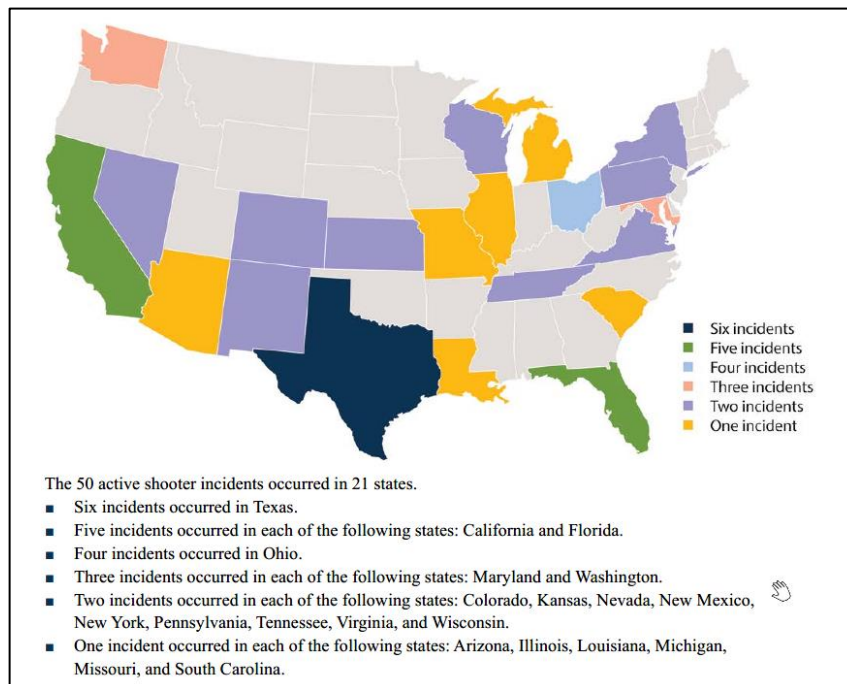 Six incidents
Five incidents
Four incidents
Three incidents
Two incidents
One incident
The 50 active shooter incidents occurred in 21 states.
■ Six incidents occurred in Texas.
■ Five incidents occurred in each of the following states: California and Florida.
■ Four incidents occurred in Ohio.
■ Three incidents occurred in each of the following states: Maryland and Washington.
■ Two incidents occurred in each of the following states: Colorado, Kansas, Nevada, New Mexico,
New York, Pennsylvania, Tennessee, Virginia, and Wisconsin.
■ One incident occurred in each of the following states: Arizona, Illinois, Louisiana, Michigan,
Missouri, and South Carolina.